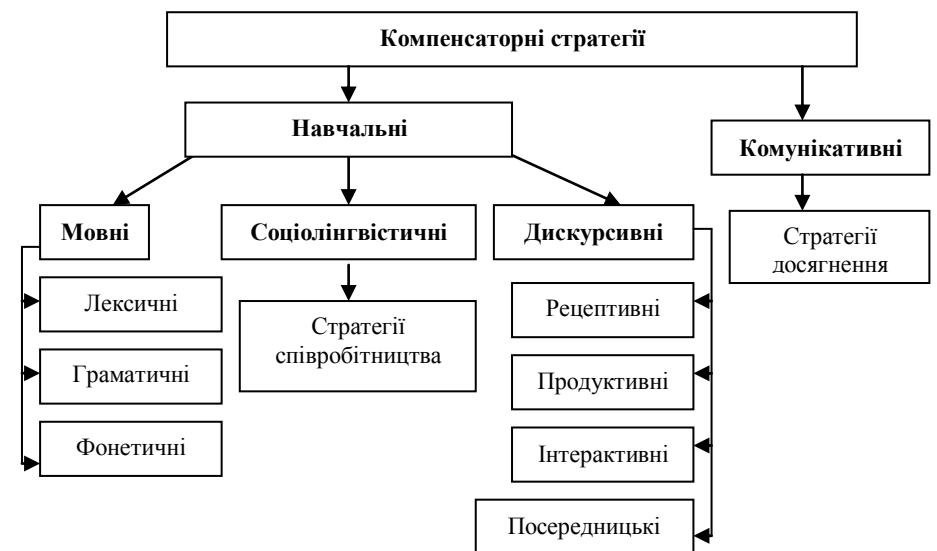 Компенсаторні стратегії
Навчальні
Комунікативні
Мовні
Соціолінгвістичні
Дискурсивні
Стратегії
досягнення
Лексичні
Граматичні
Фонетичні
Стратегії
співробітництва
Рецептивні
Продуктивні
Інтерактивні
Посередницькі